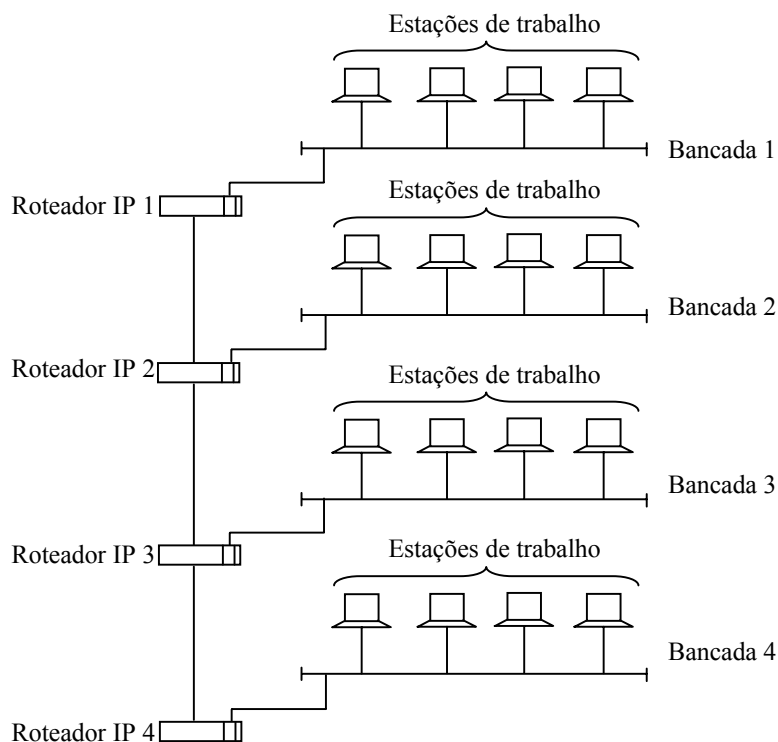 Estações de trabalho
Bancada 1
Roteador IP 1
Estações de trabalho
Bancada 2
Roteador IP 2
Estações de trabalho
Bancada 3
Roteador IP 3
Estações de trabalho
Bancada 4
Roteador IP 4